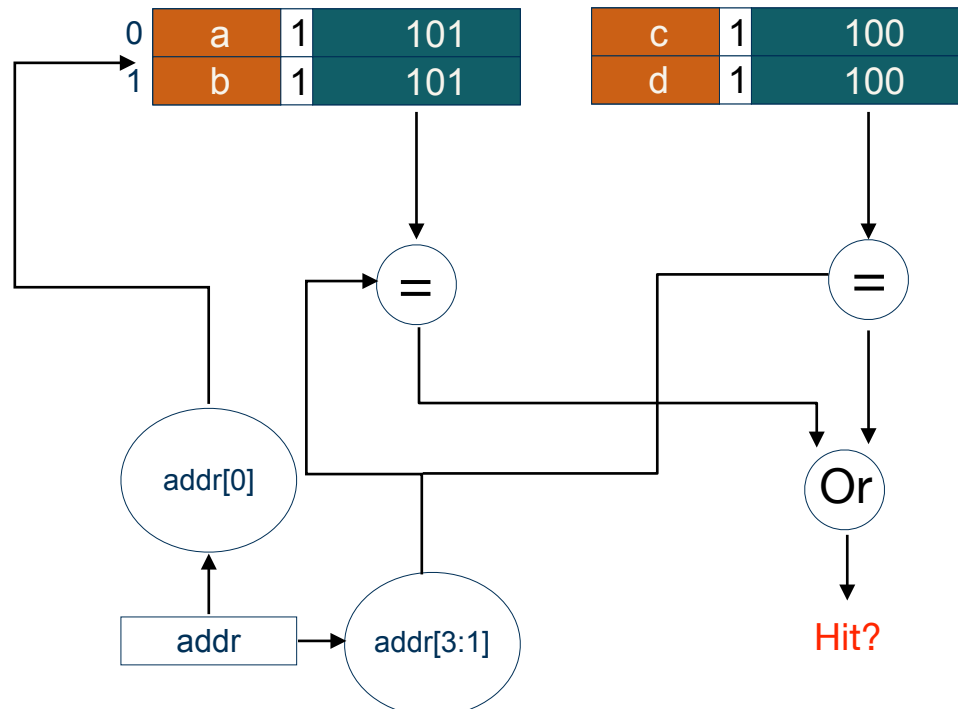 0 a 1 101 c 1 100
1 b 1 101 d 1 100
= =
addr[0] Or
addr addr[3:1] Hit?